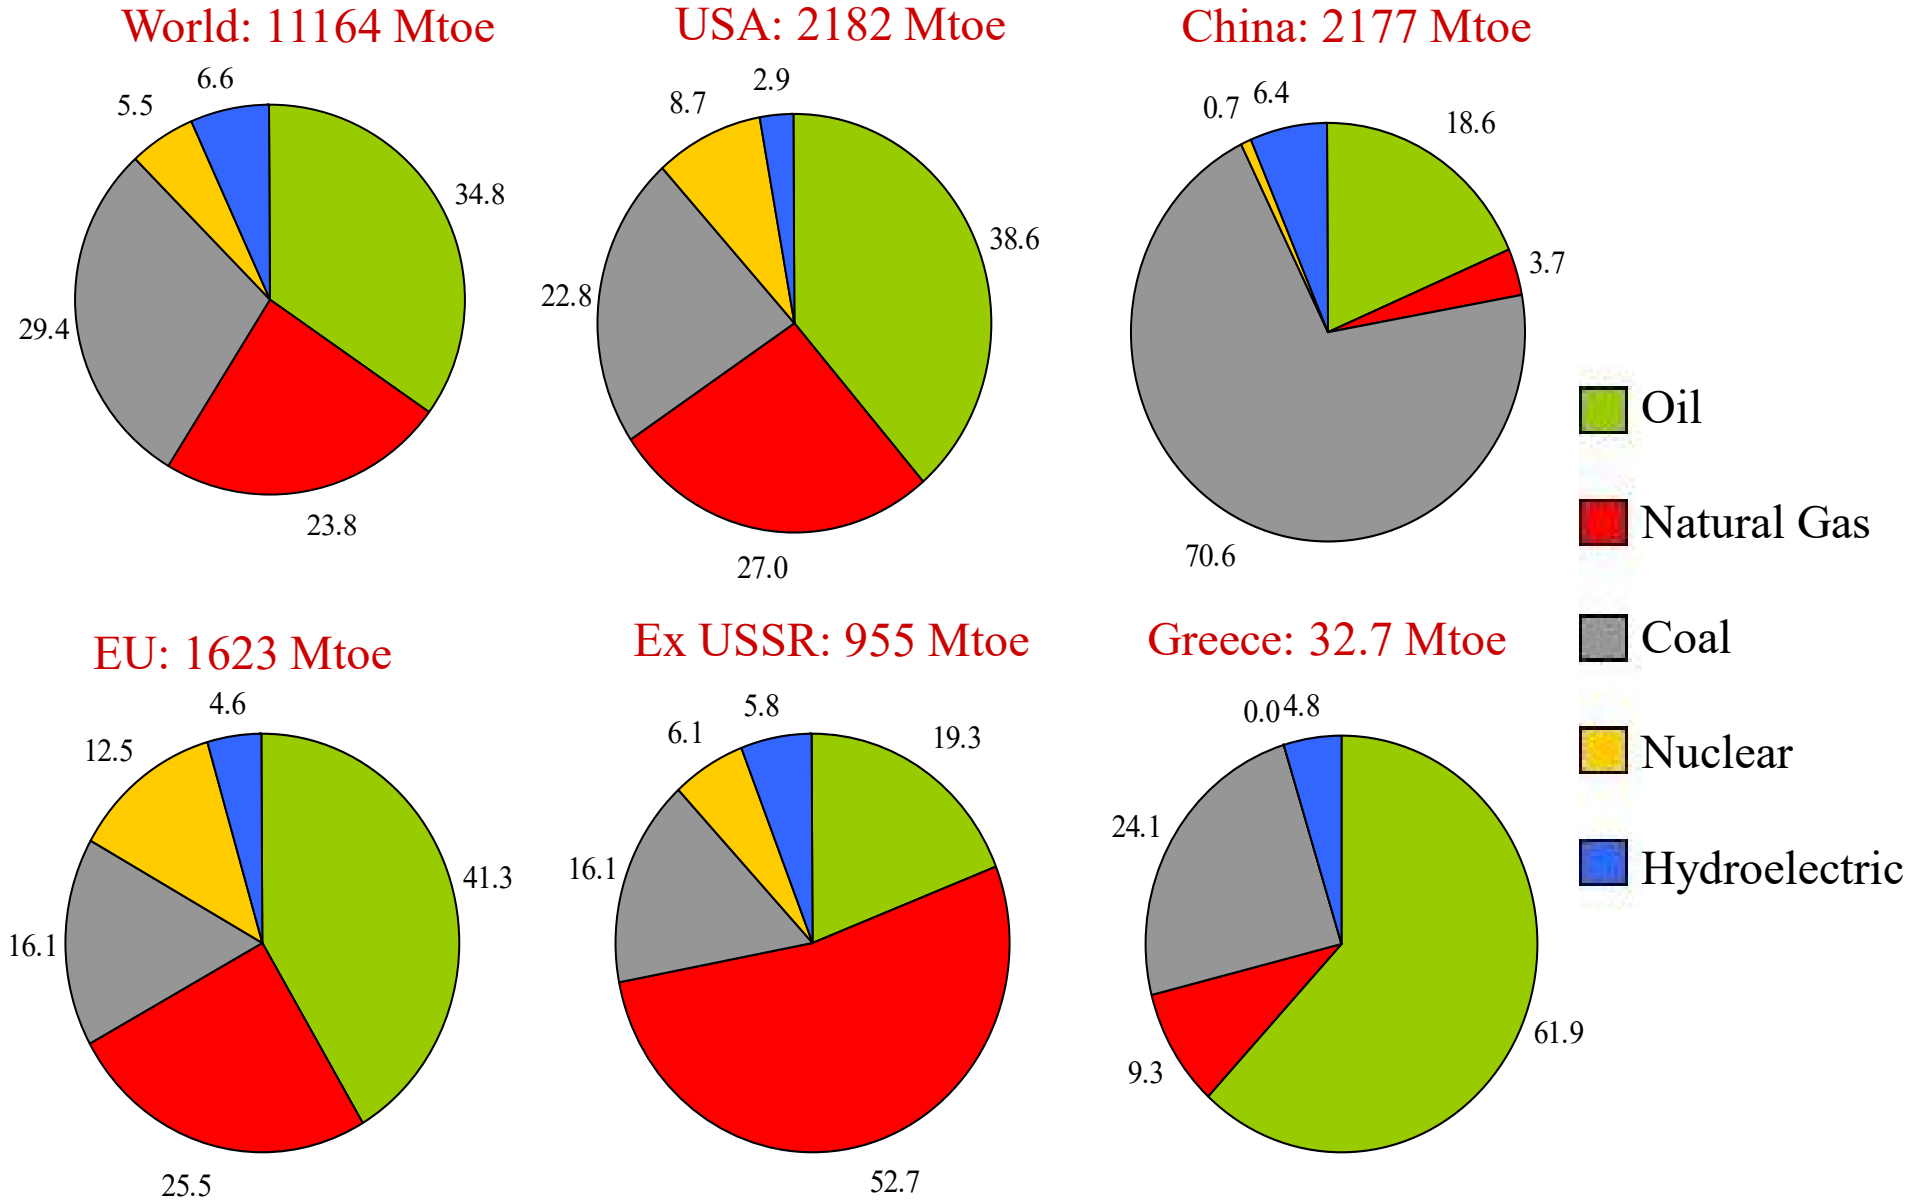 World: 11164 Mtoe
6.6
5.5
34.8
29.4
23.8
USA: 2182 Mtoe
2.9
8.7
38.6
22.8
27.0
China: 2177 Mtoe
0.7
6.4
18.6
3.7
70.6
Oil
Natural Gas
Coal
Nuclear
Hydroelectric
EU: 1623 Mtoe
4.6
12.5
41.3
16.1
25.5
Ex USSR: 955 Mtoe
5.8
6.1
19.3
16.1
52.7
Greece: 32.7 Mtoe
0.0
4.8
24.1
61.9
9.3